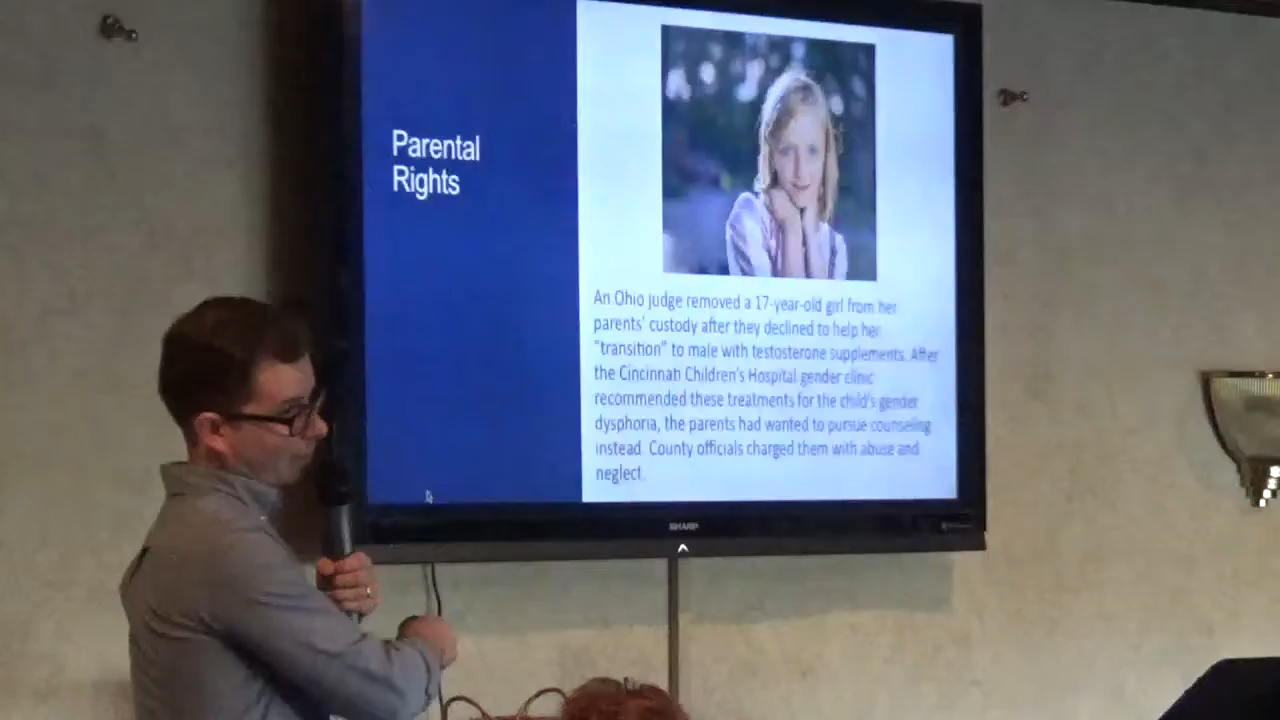 Parental
Rights
An Ohio judge removed a 17-year-old girl from her
parents' custody after they declined to help her
"transition" to male with testosterone supplements. After
the Cincinnati Children's Hospital gender clinic
recommended these treatments for the child's gender
dysphoria, the parents had wanted to pursue counseling
instead. County officials charged them with abuse and
neglect.
SHARP